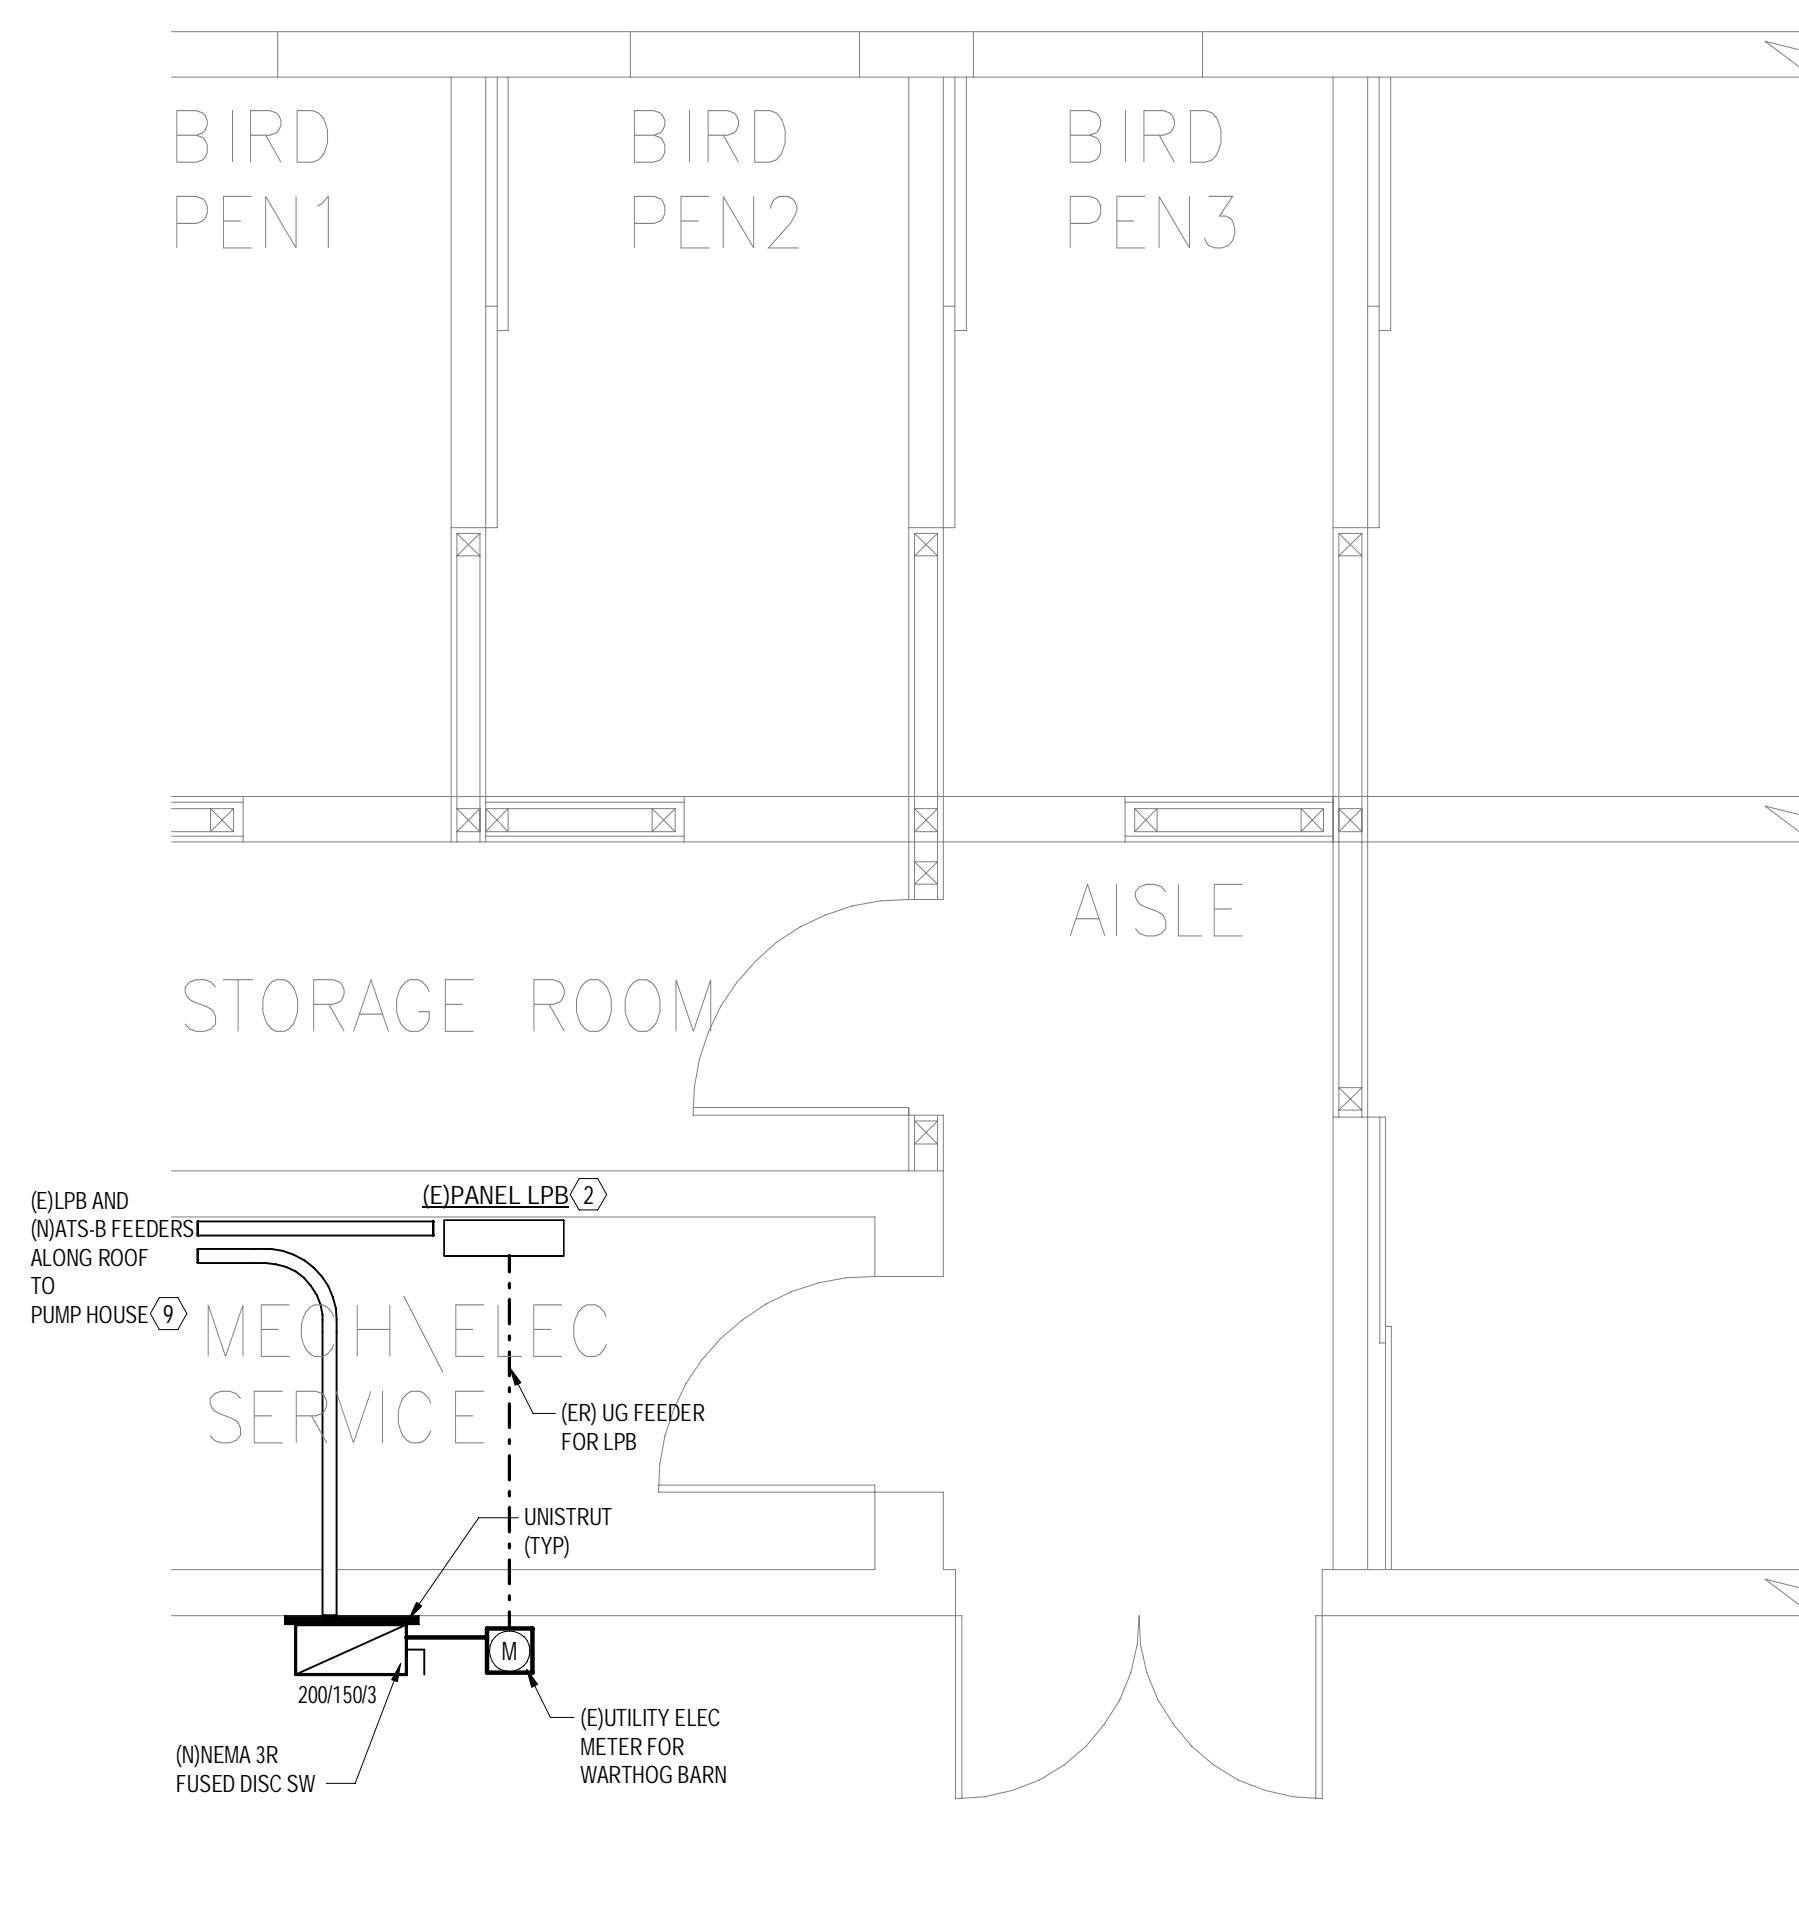 BIRD
PEN1
BIRD
PEN2
BIRD
PEN3
AISLE
STORAGE ROOM
(E)LPB AND
(N)ATS-B FEEDERS
ALONG ROOF
TO
PUMP HOUSE 9
(E)PANEL LPB 2
MECH\ELEC
SERVICE
(ER) UG FEEDER
FOR LPB
UNISTRUT
(TYP)
M
200/150/3
(N)NEMA 3R
FUSED DISC SW
(E)UTILITY ELEC
METER FOR
WARTHOG BARN